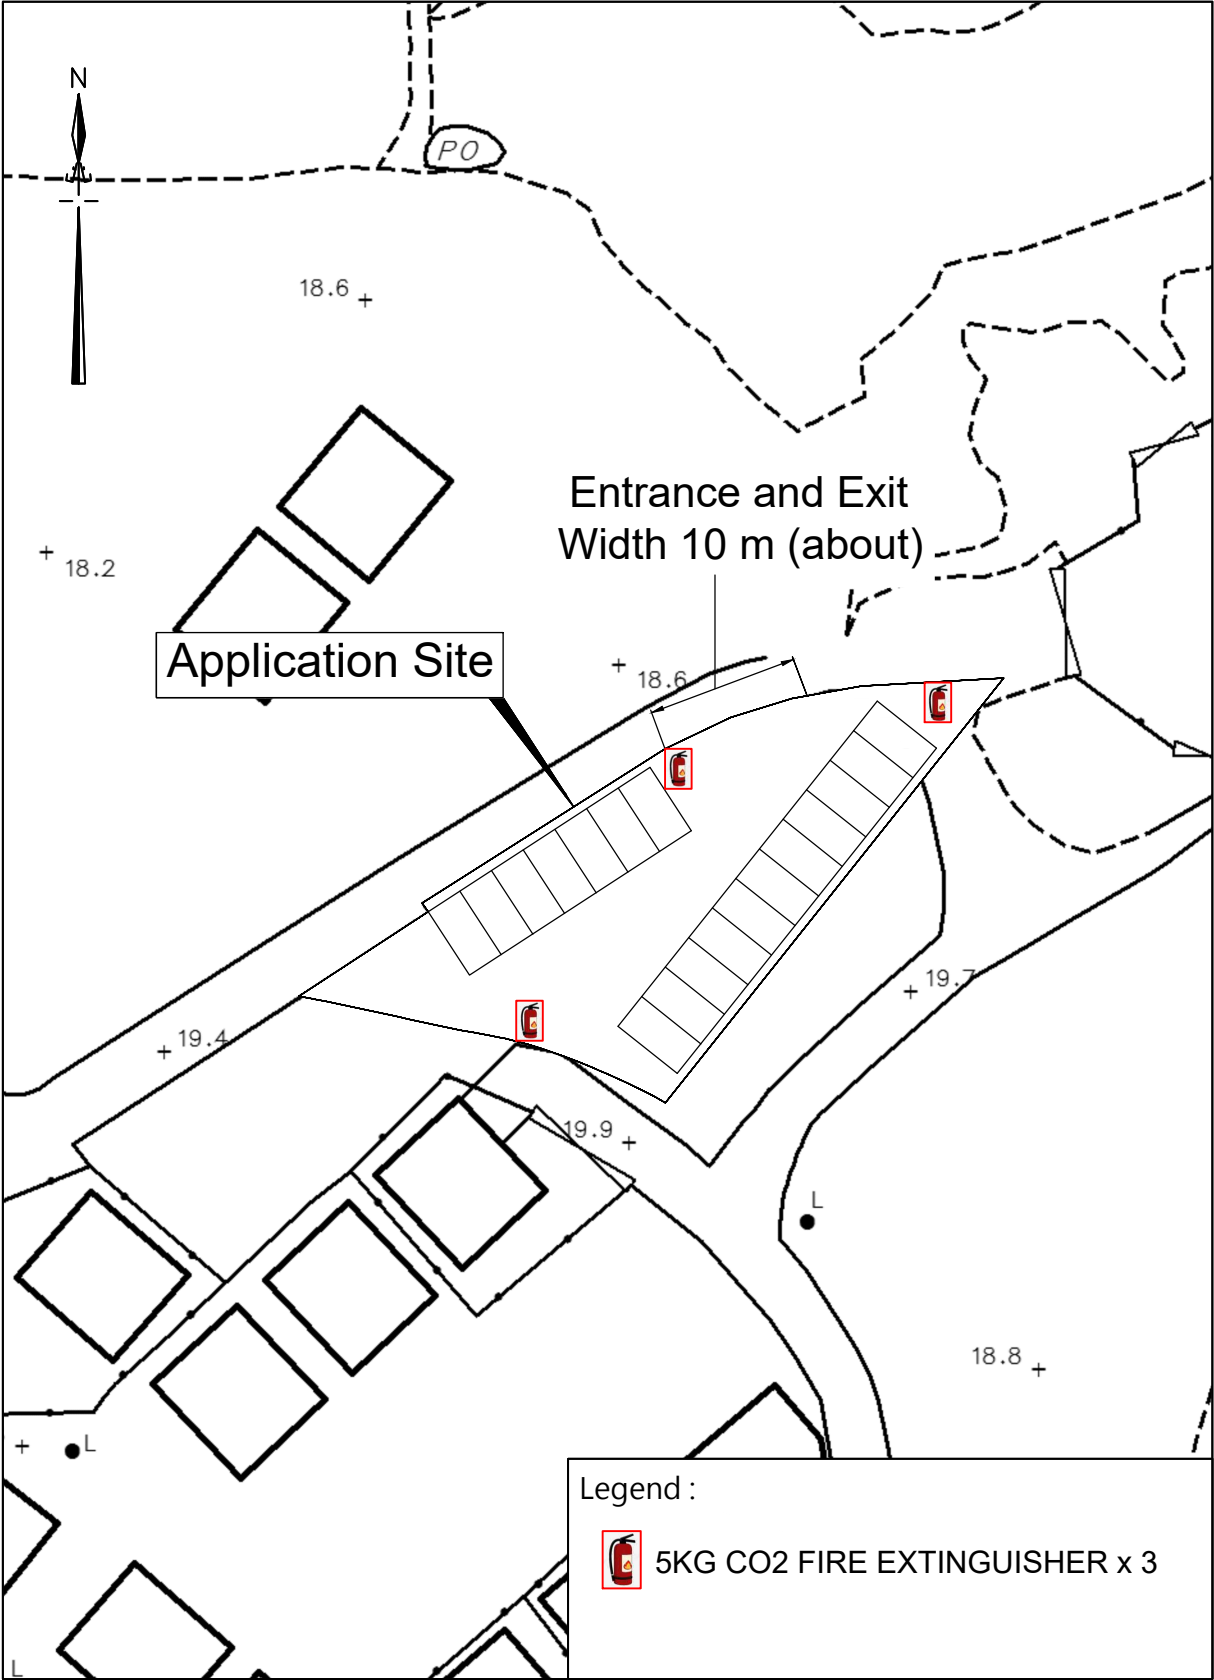 N
PO
18.6
Entrance and Exit
Width 10 m (about)
18.2
Application Site
18.6
19.7
19.4
19.9
L
18.8
L
Legend :
5KG CO2 FIRE EXTINGUISHER x 3
L